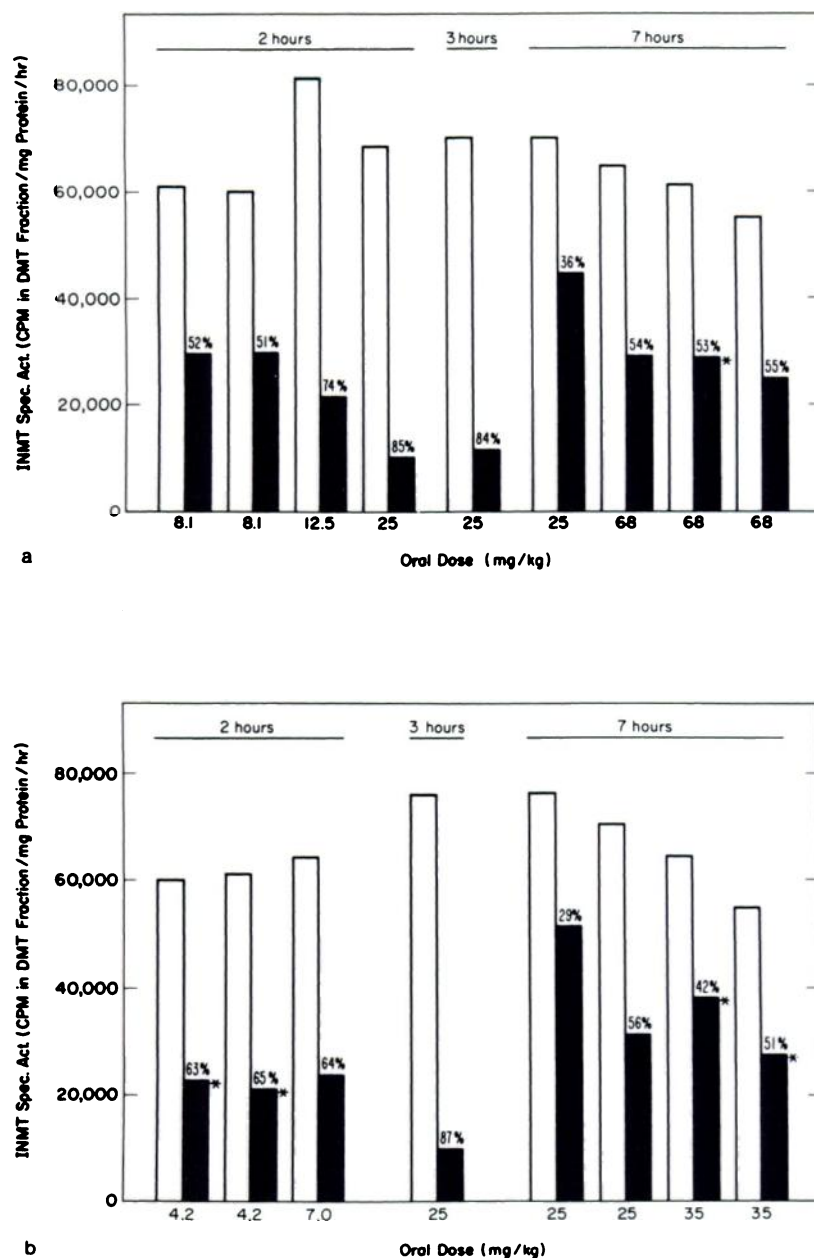 2 hours 3 hours 7 hours
80,000
60,000
40,000
20,000
0
INMT Spec. Act. (CPM in DMT Fraction/mg Protein/hr)
52% 51% 74% 85% 84% 36% 54% 53% * 55%
8.1 8.1 12.5 25 25 25 68 68 68
a
Oral Dose (mg/kg)
2 hours 3 hours 7 hours
80,000
60,000
40,000
20,000
0
INMT Spec. Act (CPM in DMT Fraction/mg Protein/hr)
63% * 65% * 64% 87% 29% 56% 42% * 51% *
4.2 4.2 7.0 25 25 25 35 35
b
Oral Dose (mg/kg)